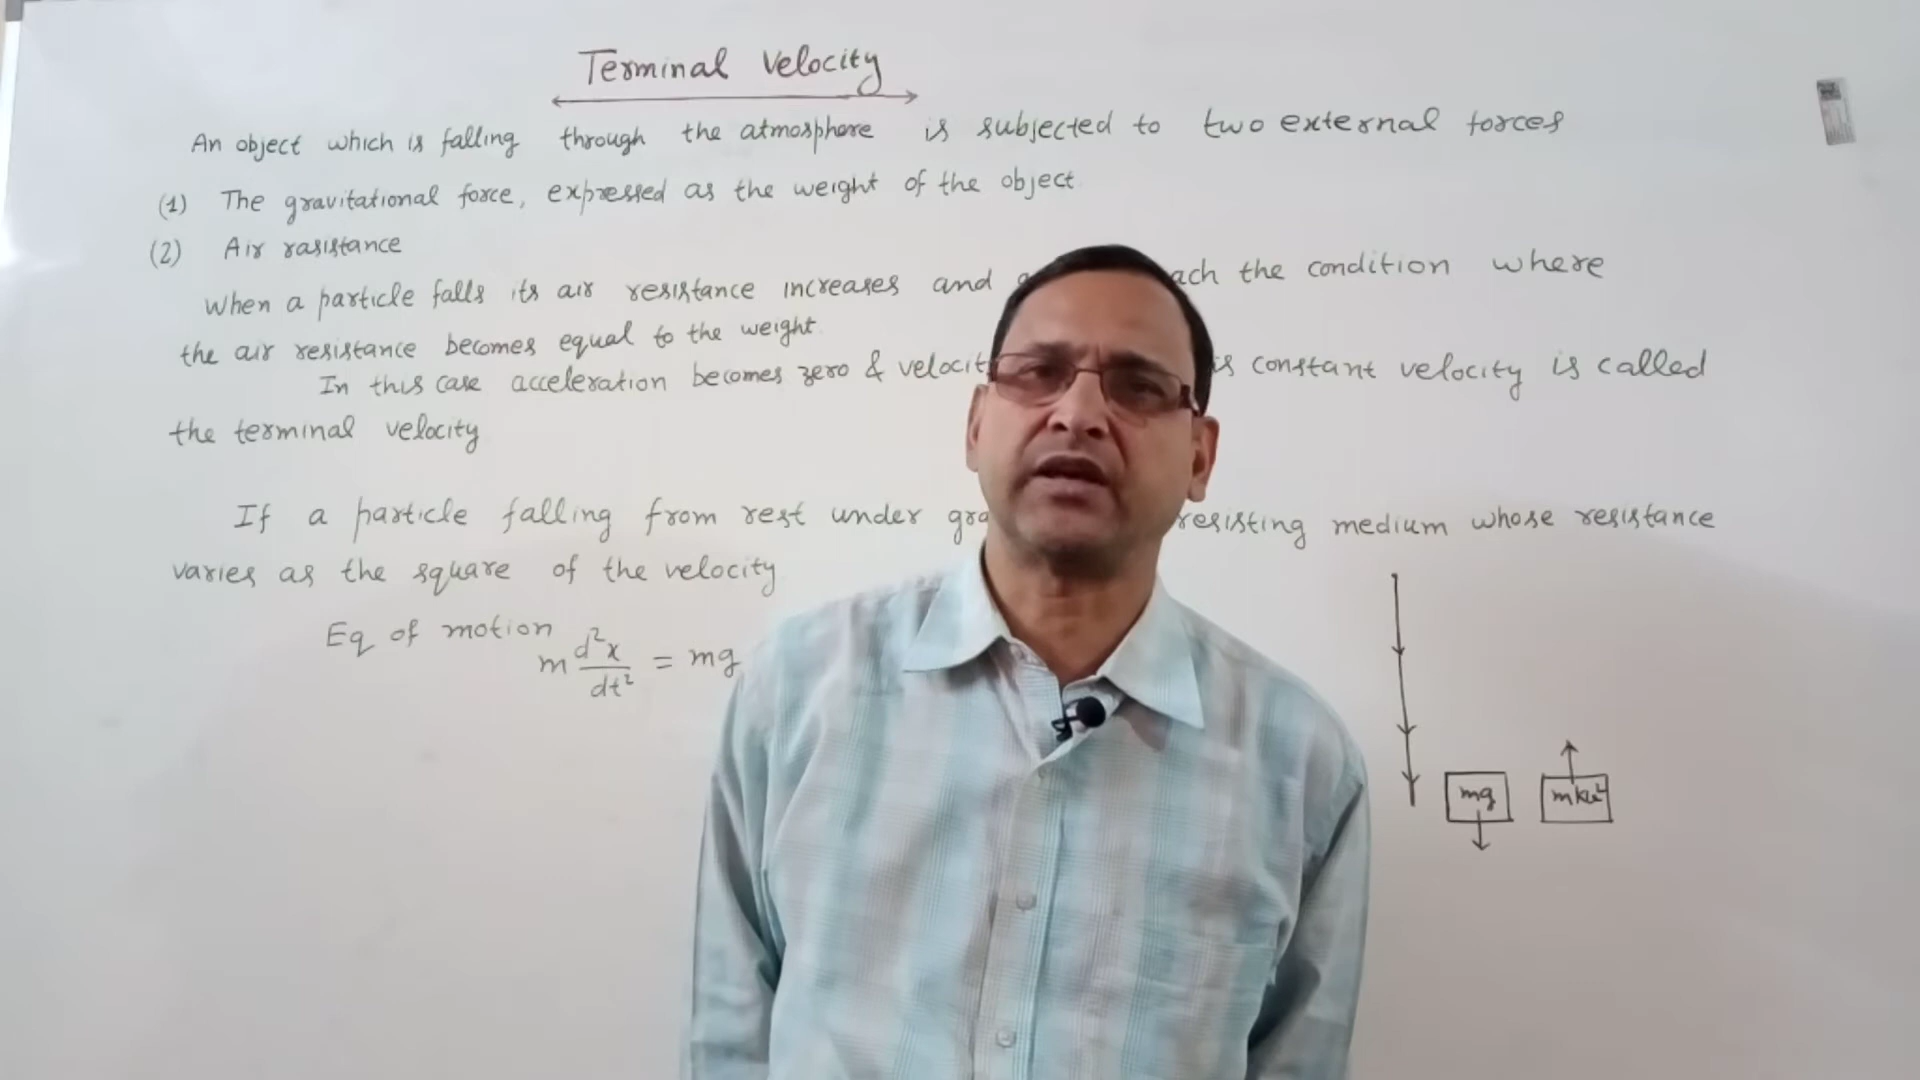 Terminal Velocity
An object which is falling through the atmosphere is subjected to two external forces
(1) The gravitational force, expressed as the weight of the object.
(2) Air rasistance
When a particle falls its air resistance increases and ach the condition where
the air resistance becomes equal to the weight.
In this case acceleration becomes zero & velocit is constant velocity is called
the terminal velocity
If a particle falling from rest under gra resisting medium whose resistance
varies as the square of the velocity
Eq of motion
m d²x/dt² = mg
mg